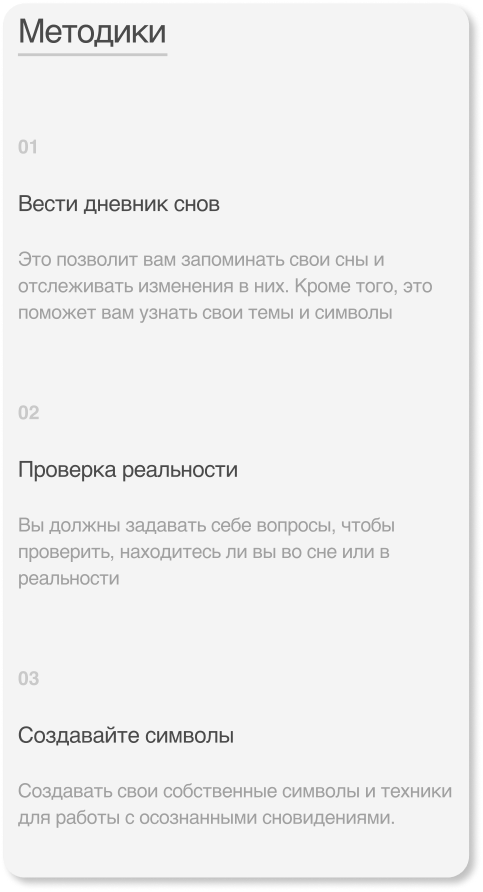 Методики
01
Вести дневник снов
Это позволит вам запоминать свои сны и
отслеживать изменения в них. Кроме того, это
поможет вам узнать свои темы и символы
02
Проверка реальности
Вы должны задавать себе вопросы, чтобы
проверить, находитесь ли вы во сне или в
реальности
03
Создавайте символы
Создавать свои собственные символы и техники
для работы с осознанными сновидениями.